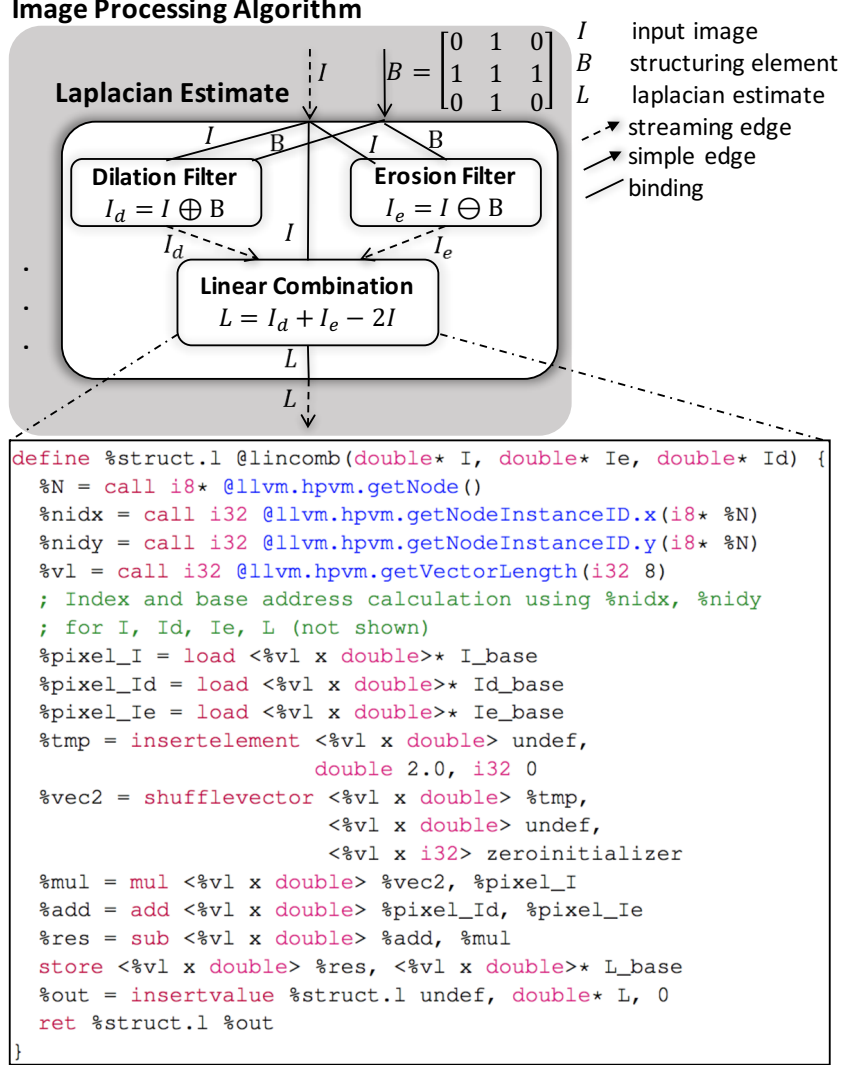 Image Processing Algorithm
I input image
B structuring element
L laplacian estimate
streaming edge
simple edge
binding
I
B = [0 1 0
1 1 1
0 1 0]
Laplacian Estimate
I B I B
Dilation Filter
I_d = I ⊕ B
Erosion Filter
I_e = I ⊖ B
I_d I I_e
Linear Combination
L = I_d + I_e − 2I
L
L
.
.
.
define %struct.l @lincomb(double* I, double* Ie, double* Id) {
%N = call i8* @llvm.hpvm.getNode()
%nidx = call i32 @llvm.hpvm.getNodeInstanceID.x(i8* %N)
%nidy = call i32 @llvm.hpvm.getNodeInstanceID.y(i8* %N)
%vl = call i32 @llvm.hpvm.getVectorLength(i32 8)
; Index and base address calculation using %nidx, %nidy
; for I, Id, Ie, L (not shown)
%pixel_I = load <%vl x double>* I_base
%pixel_Id = load <%vl x double>* Id_base
%pixel_Ie = load <%vl x double>* Ie_base
%tmp = insertelement <%vl x double> undef,
double 2.0, i32 0
%vec2 = shufflevector <%vl x double> %tmp,
<%vl x double> undef,
<%vl x i32> zeroinitializer
%mul = mul <%vl x double> %vec2, %pixel_I
%add = add <%vl x double> %pixel_Id, %pixel_Ie
%res = sub <%vl x double> %add, %mul
store <%vl x double> %res, <%vl x double>* L_base
%out = insertvalue %struct.l undef, double* L, 0
ret %struct.l %out
}